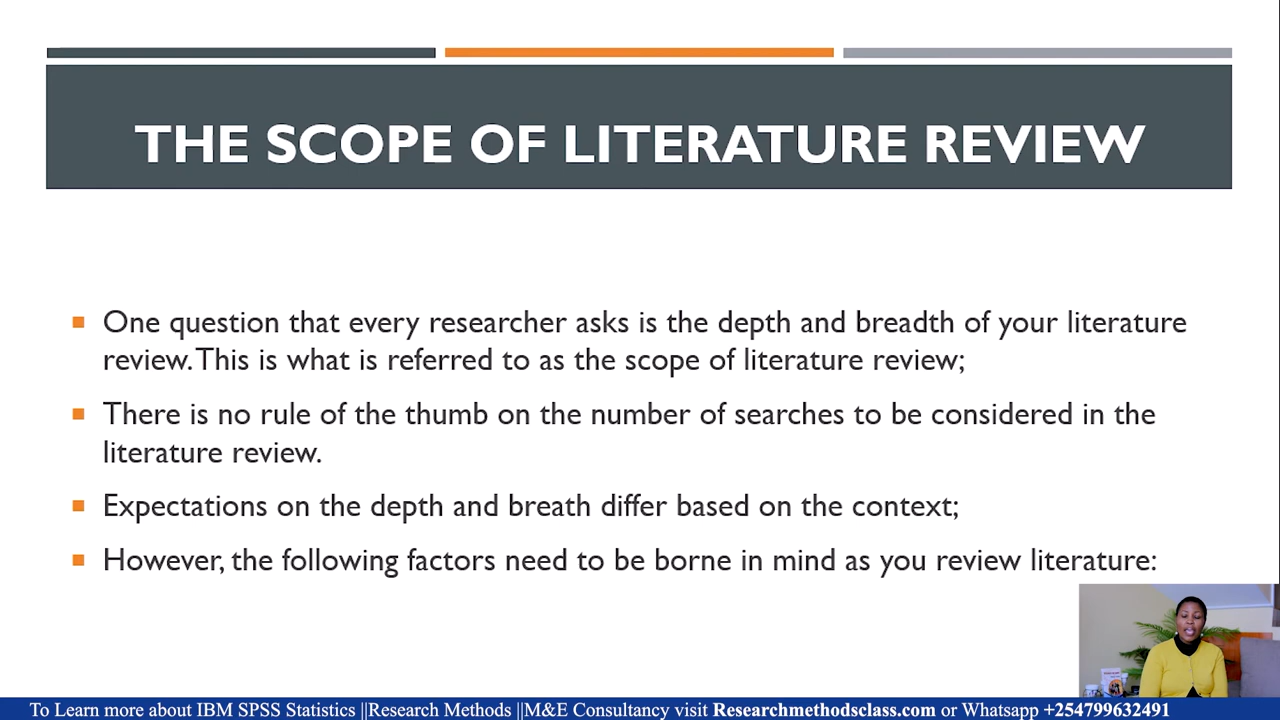 THE SCOPE OF LITERATURE REVIEW
One question that every researcher asks is the depth and breadth of your literature
review. This is what is referred to as the scope of literature review;
There is no rule of the thumb on the number of searches to be considered in the
literature review.
Expectations on the depth and breath differ based on the context;
However, the following factors need to be borne in mind as you review literature:
To Learn more about IBM SPSS Statistics ||Research Methods ||M&E Consultancy visit Researchmethodsclass.com or Whatsapp +254799632491